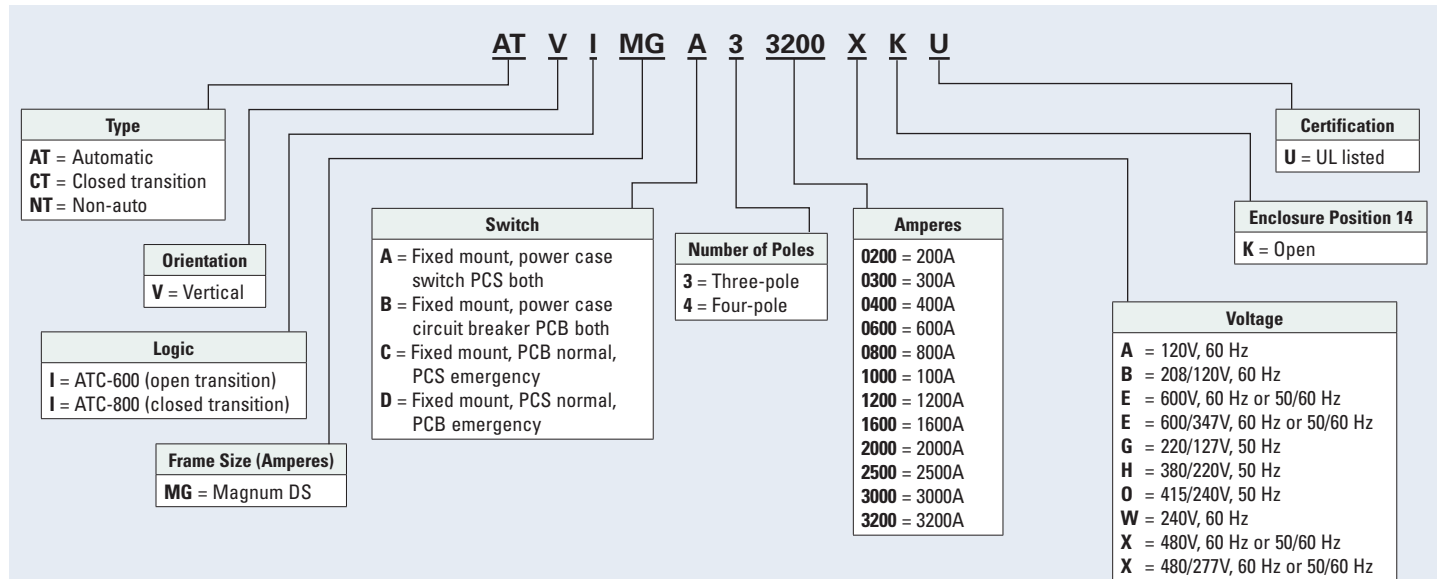 AT V I MG A 3 3200 X K U
Type
AT = Automatic
CT = Closed transition
NT = Non-auto
Orientation
V = Vertical
Logic
I = ATC-600 (open transition)
I = ATC-800 (closed transition)
Frame Size (Amperes)
MG = Magnum DS
Switch
A = Fixed mount, power case
switch PCS both
B = Fixed mount, power case
circuit breaker PCB both
C = Fixed mount, PCB normal,
PCS emergency
D = Fixed mount, PCS normal,
PCB emergency
Number of Poles
3 = Three-pole
4 = Four-pole
Amperes
0200 = 200A
0300 = 300A
0400 = 400A
0600 = 600A
0800 = 800A
1000 = 100A
1200 = 1200A
1600 = 1600A
2000 = 2000A
2500 = 2500A
3000 = 3000A
3200 = 3200A
Certification
U = UL listed
Enclosure Position 14
K = Open
Voltage
A = 120V, 60 Hz
B = 208/120V, 60 Hz
E = 600V, 60 Hz or 50/60 Hz
E = 600/347V, 60 Hz or 50/60 Hz
G = 220/127V, 50 Hz
H = 380/220V, 50 Hz
O = 415/240V, 50 Hz
W = 240V, 60 Hz
X = 480V, 60 Hz or 50/60 Hz
X = 480/277V, 60 Hz or 50/60 Hz